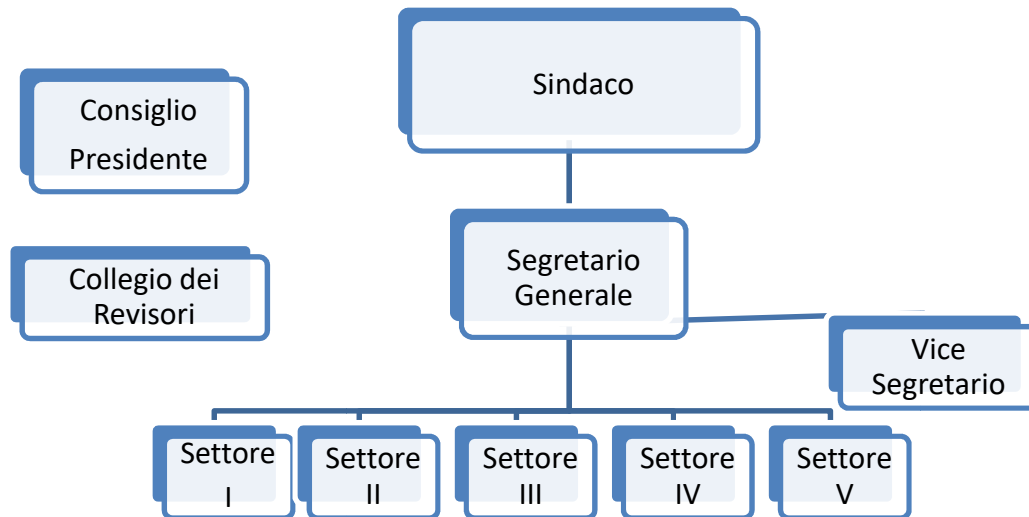 Sindaco
Consiglio
Presidente
Segretario
Generale
Collegio dei
Revisori
Vice
Segretario
Settore
I
Settore
II
Settore
III
Settore
IV
Settore
V